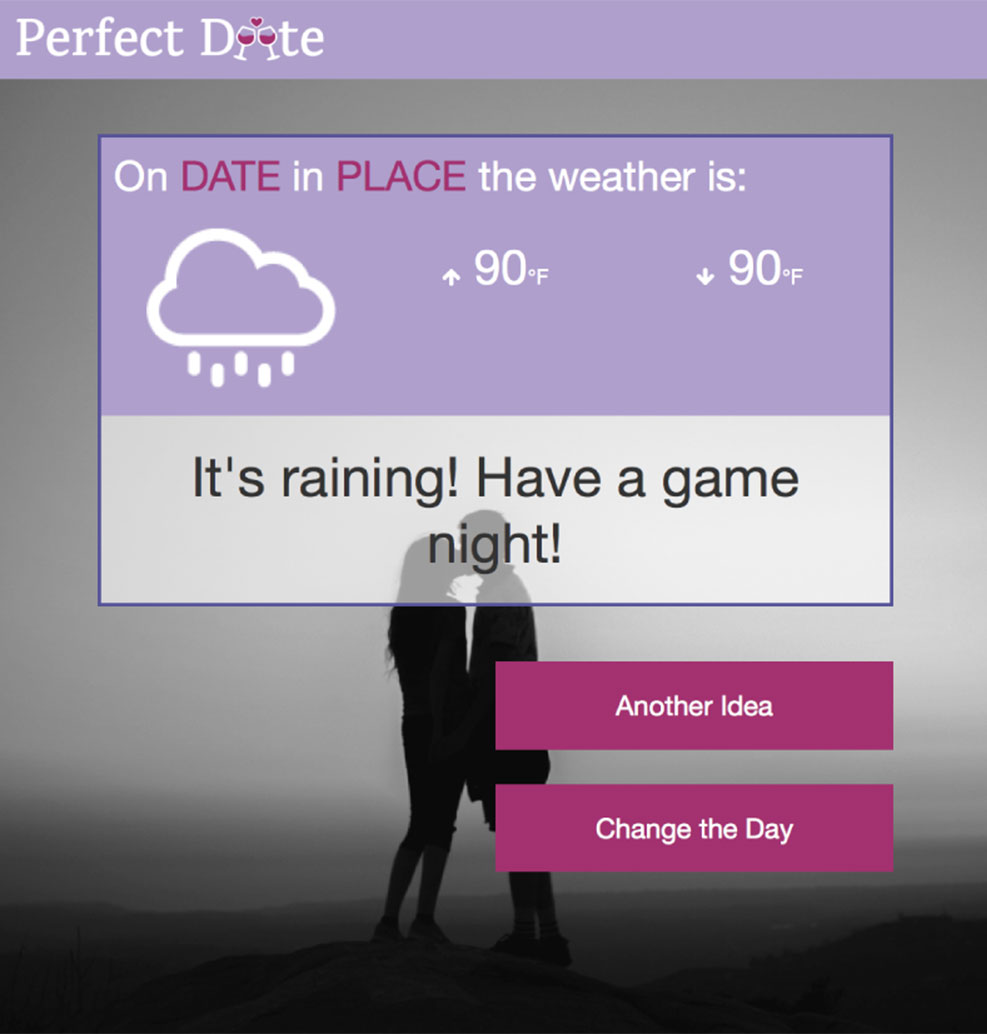 Perfect Date
On DATE in PLACE the weather is:
90°F
90°F
It's raining! Have a game
night!
Another Idea
Change the Day